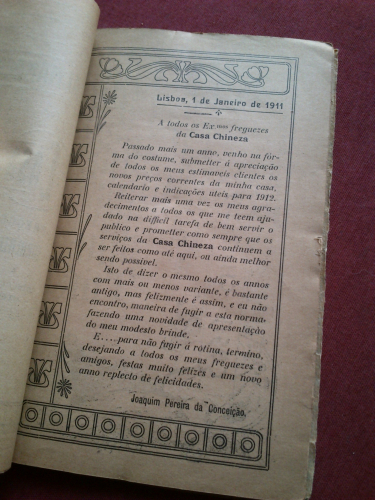 Lisboa, 1 de Janeiro de 1911
A todos os Ex.mos freguezes
da Casa Chineza
Passado mais um anno, venho na fór-
ma do costume, submetter á apreciação
de todos os meus estimaveis clientes os
novos preços correntes da minha casa,
calendario e indicações uteis para 1912.
Reiterar mais uma vez os meus agra-
decimentos a todos os que me teem aju-
dado na difficil tarefa de bem servir o
publico e prometter como sempre que os
serviços da Casa Chineza continuem a
ser feitos como até aqui, ou ainda melhor
sendo possivel.
Isto de dizer o mesmo todos os annos
com mais ou menos variante, é bastante
antigo, mas felizmente é assim, e eu não
encontro, maneira de fugir a esta norma
fazendo uma novidade de apresentação
do meu modesto brinde.
E....para não fugir á rotina, termino,
desejando a todos os meus freguezes e
amigos, festas muito felizes e um novo
anno replecto de felicidades.
Joaquim Pereira da Conceição.